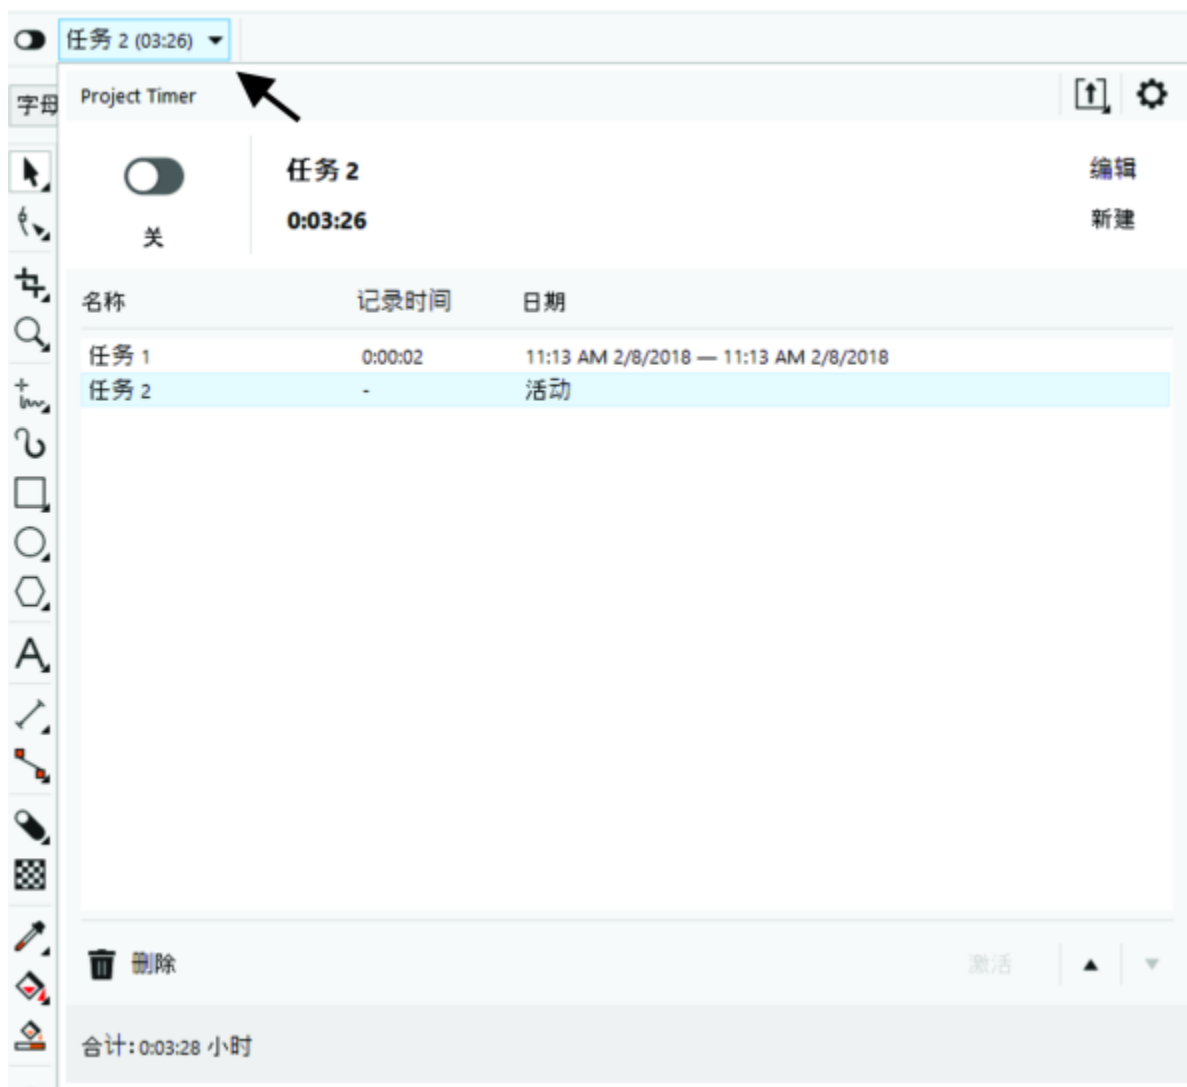 任务 2 (03:26)
字母
Project Timer
任务 2
编辑
0:03:26
新建
关
名称 记录时间 日期
任务 1 0:00:02 11:13 AM 2/8/2018 — 11:13 AM 2/8/2018
任务 2 - 活动
删除 激活
合计: 0:03:28 小时